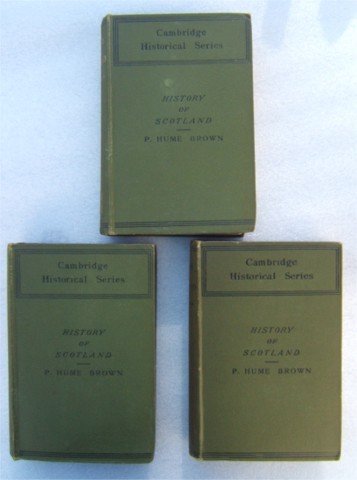 Cambridge
Historical Series
HISTORY
OF
SCOTLAND
P. HUME BROWN
Cambridge
Historical Series
HISTORY
OF
SCOTLAND
P. HUME BROWN
Cambridge
Historical Series
HISTORY
OF
SCOTLAND
P. HUME BROWN